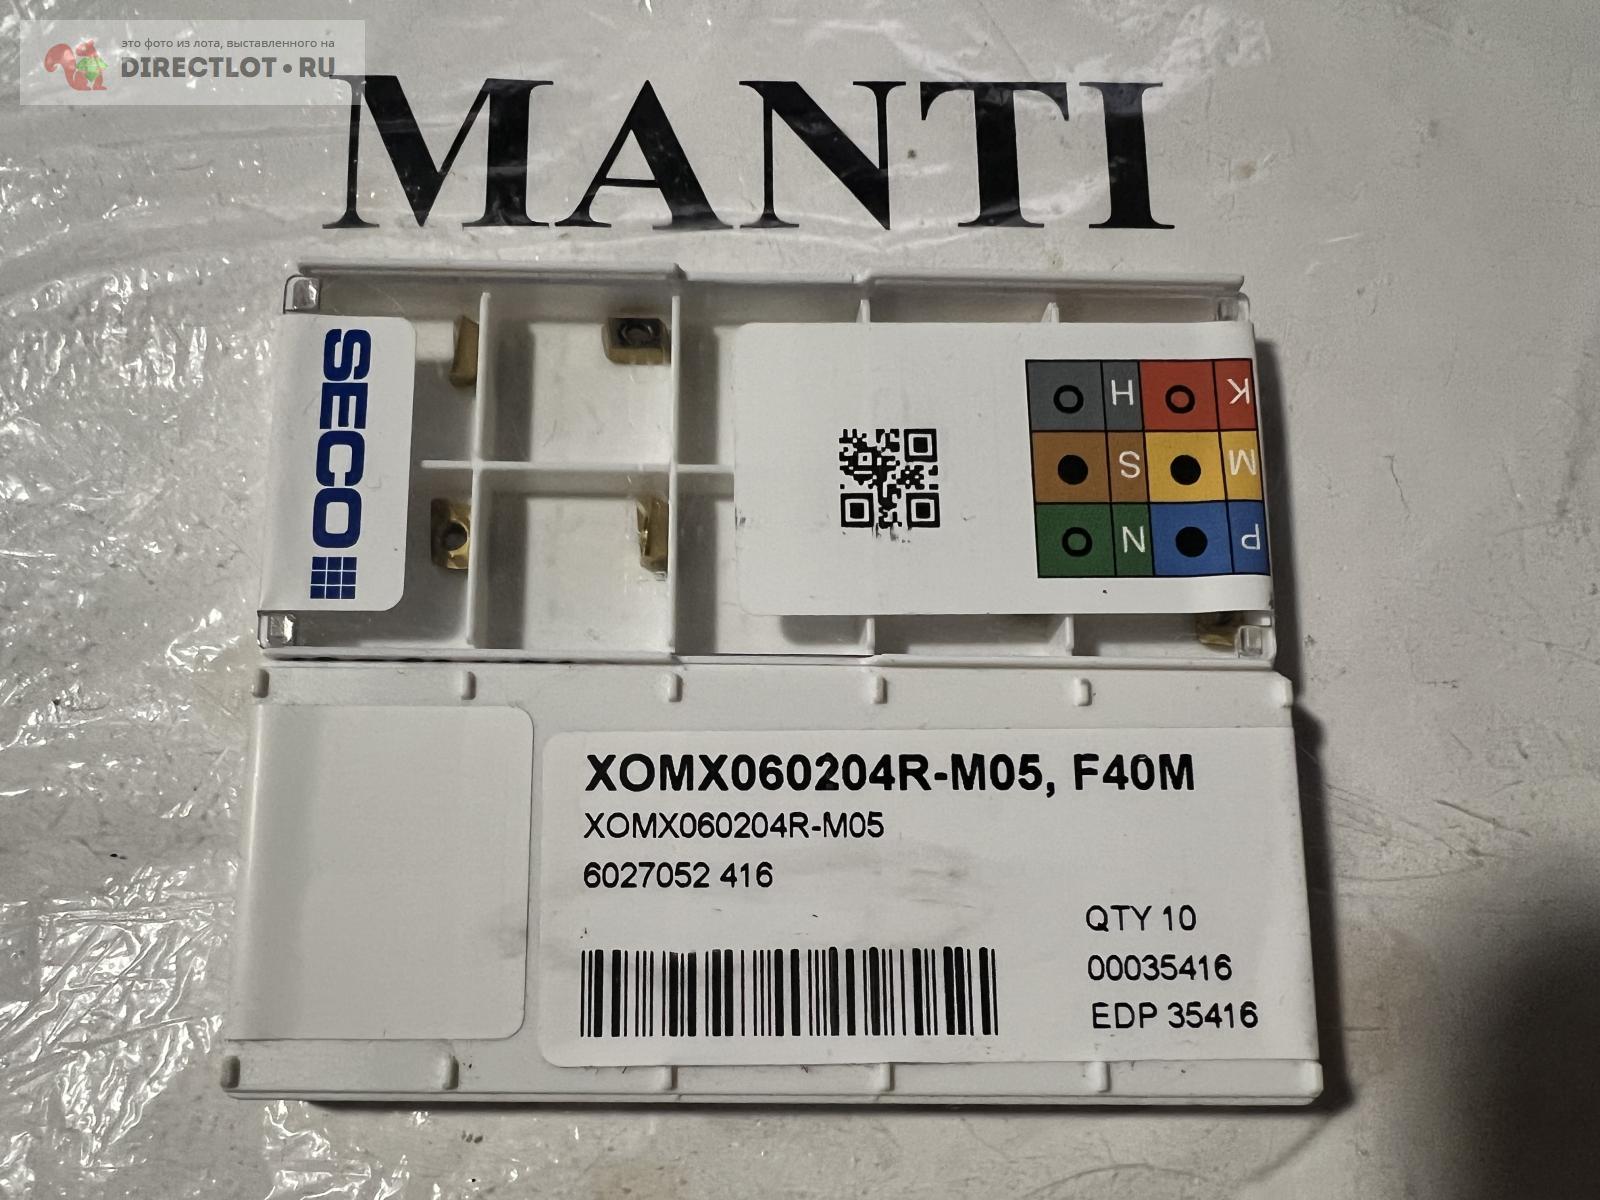 это фото из лота, выставленного на
DIRECTLOT.RU
MANTI
SECO
H K
S M
N P
XOMX060204R-M05, F40M
XOMX060204R-M05
6027052 416
QTY 10
00035416
EDP 35416